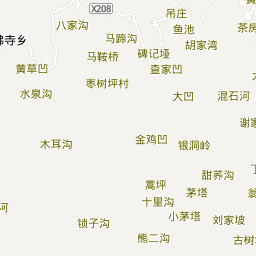 吊庄
X208
八家沟
鱼池
茶房
马蹄沟
胡家湾
佛寺乡
碑记垭
马鞍桥
黄草凹
查家凹
枣树坪村
水泉沟
大凹
混石河
谢家
金鸡凹
木耳沟
银洞岭
甜荞沟
蒿坪
茅塔
十里沟
河
小茅塔
刘家坡
锁子沟
熊二沟
古树